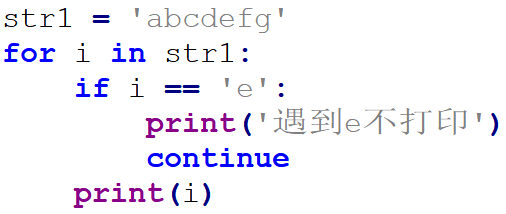 str1 = 'abcdefg'
for i in str1:
    if i == 'e':
        print('遇到e不打印')
        continue
    print(i)